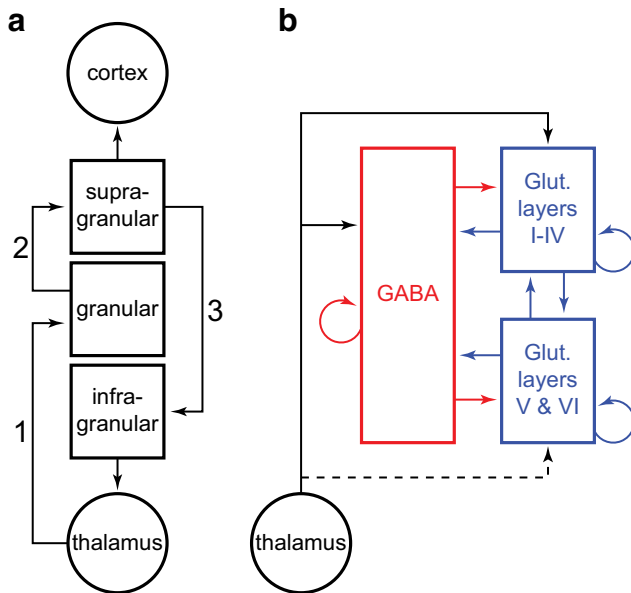 a
b
cortex
supra-
granular
2
granular
3
infra-
granular
1
thalamus
GABA
Glut.
layers
I-IV
Glut.
layers
V & VI
thalamus